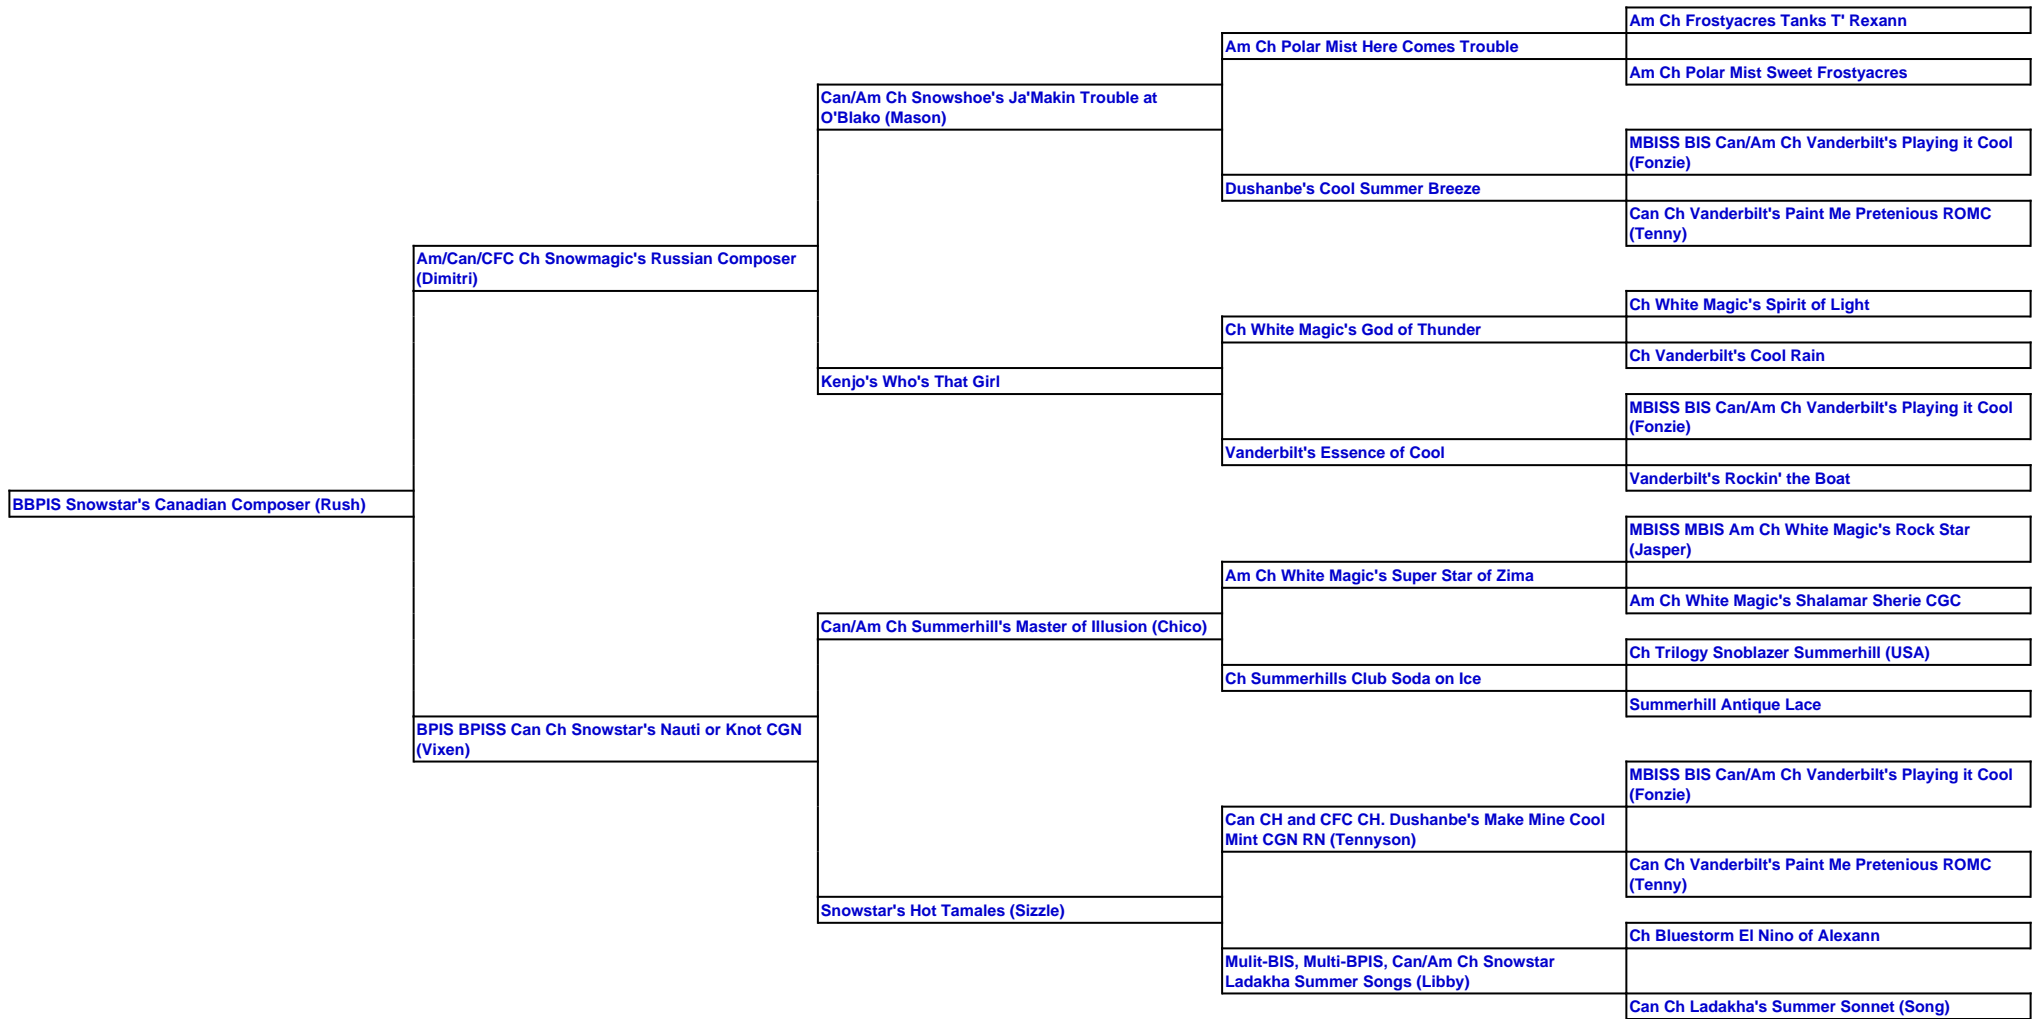 Am Ch Frostyacres Tanks T' Rexann
Am Ch Polar Mist Here Comes Trouble
Am Ch Polar Mist Sweet Frostyacres
Can/Am Ch Snowshoe's Ja'Makin Trouble at
O'Blako (Mason)
MBISS BIS Can/Am Ch Vanderbilt's Playing it Cool
(Fonzie)
Dushanbe's Cool Summer Breeze
Can Ch Vanderbilt's Paint Me Pretenious ROMC
(Tenny)
Am/Can/CFC Ch Snowmagic's Russian Composer
(Dimitri)
Ch White Magic's Spirit of Light
Ch White Magic's God of Thunder
Ch Vanderbilt's Cool Rain
Kenjo's Who's That Girl
MBISS BIS Can/Am Ch Vanderbilt's Playing it Cool
(Fonzie)
Vanderbilt's Essence of Cool
Vanderbilt's Rockin' the Boat
BBPIS Snowstar's Canadian Composer (Rush)
MBISS MBIS Am Ch White Magic's Rock Star
(Jasper)
Am Ch White Magic's Super Star of Zima
Am Ch White Magic's Shalamar Sherie CGC
Can/Am Ch Summerhill's Master of Illusion (Chico)
Ch Trilogy Snoblazer Summerhill (USA)
Ch Summerhills Club Soda on Ice
Summerhill Antique Lace
BPIS BPISS Can Ch Snowstar's Nauti or Knot CGN
(Vixen)
MBISS BIS Can/Am Ch Vanderbilt's Playing it Cool
(Fonzie)
Can CH and CFC CH. Dushanbe's Make Mine Cool
Mint CGN RN (Tennyson)
Can Ch Vanderbilt's Paint Me Pretenious ROMC
(Tenny)
Snowstar's Hot Tamales (Sizzle)
Ch Bluestorm El Nino of Alexann
Mulit-BIS, Multi-BPIS, Can/Am Ch Snowstar
Ladakha Summer Songs (Libby)
Can Ch Ladakha's Summer Sonnet (Song)